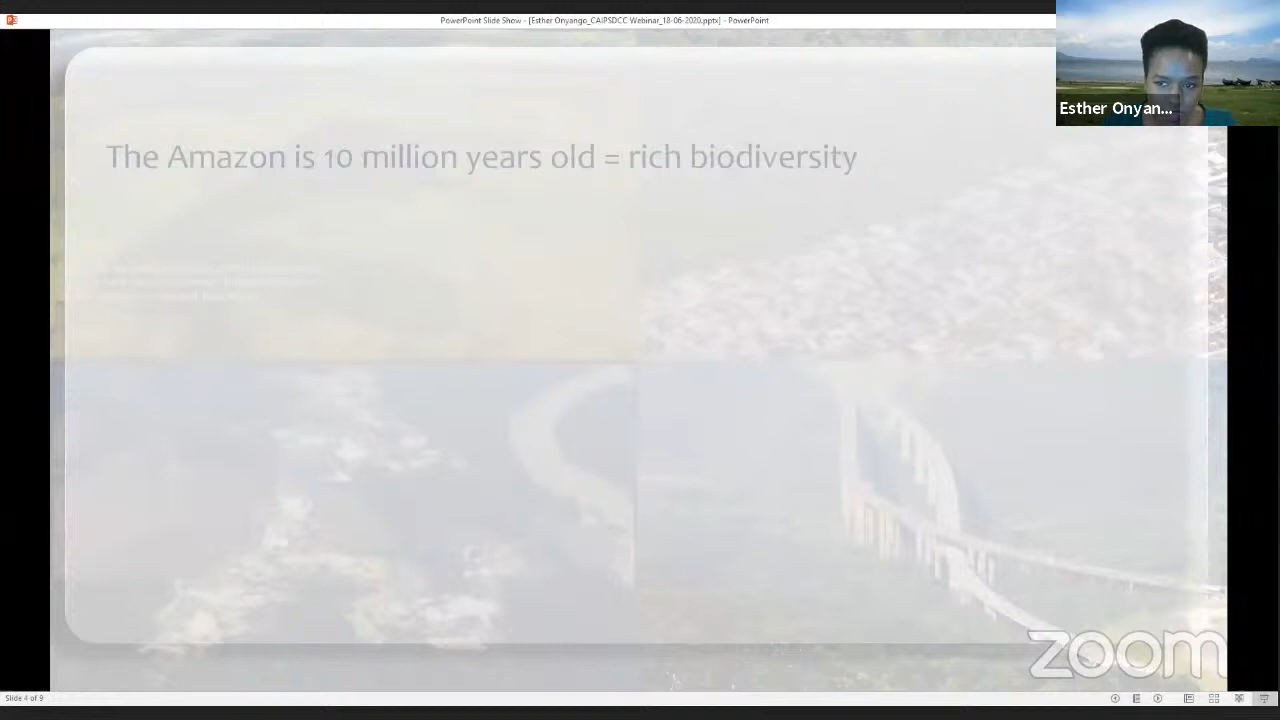 PowerPoint Slide Show - [Esther Onyango_CAIPSDCC Webinar_18-06-2020.pptx] - PowerPoint
Esther Onyan...
The Amazon is 10 million years old = rich biodiversity
zoom
Slide 4 of 9